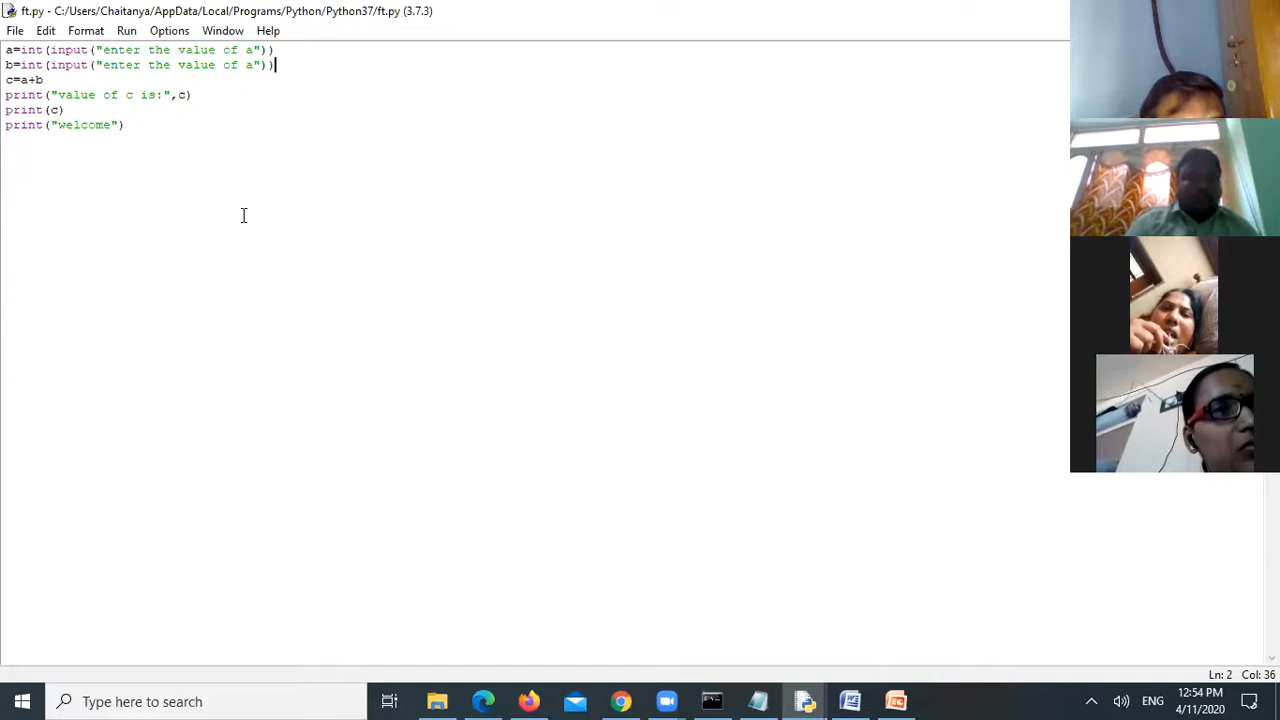 ft.py - C:/Users/Chaitanya/AppData/Local/Programs/Python/Python37/ft.py (3.7.3)
File Edit Format Run Options Window Help
a=int(input("enter the value of a"))
b=int(input("enter the value of a"))
c=a+b
print("value of c is:",c)
print(c)
print("welcome")
Ln: 2 Col: 36
Type here to search
ENG
12:54 PM
4/11/2020